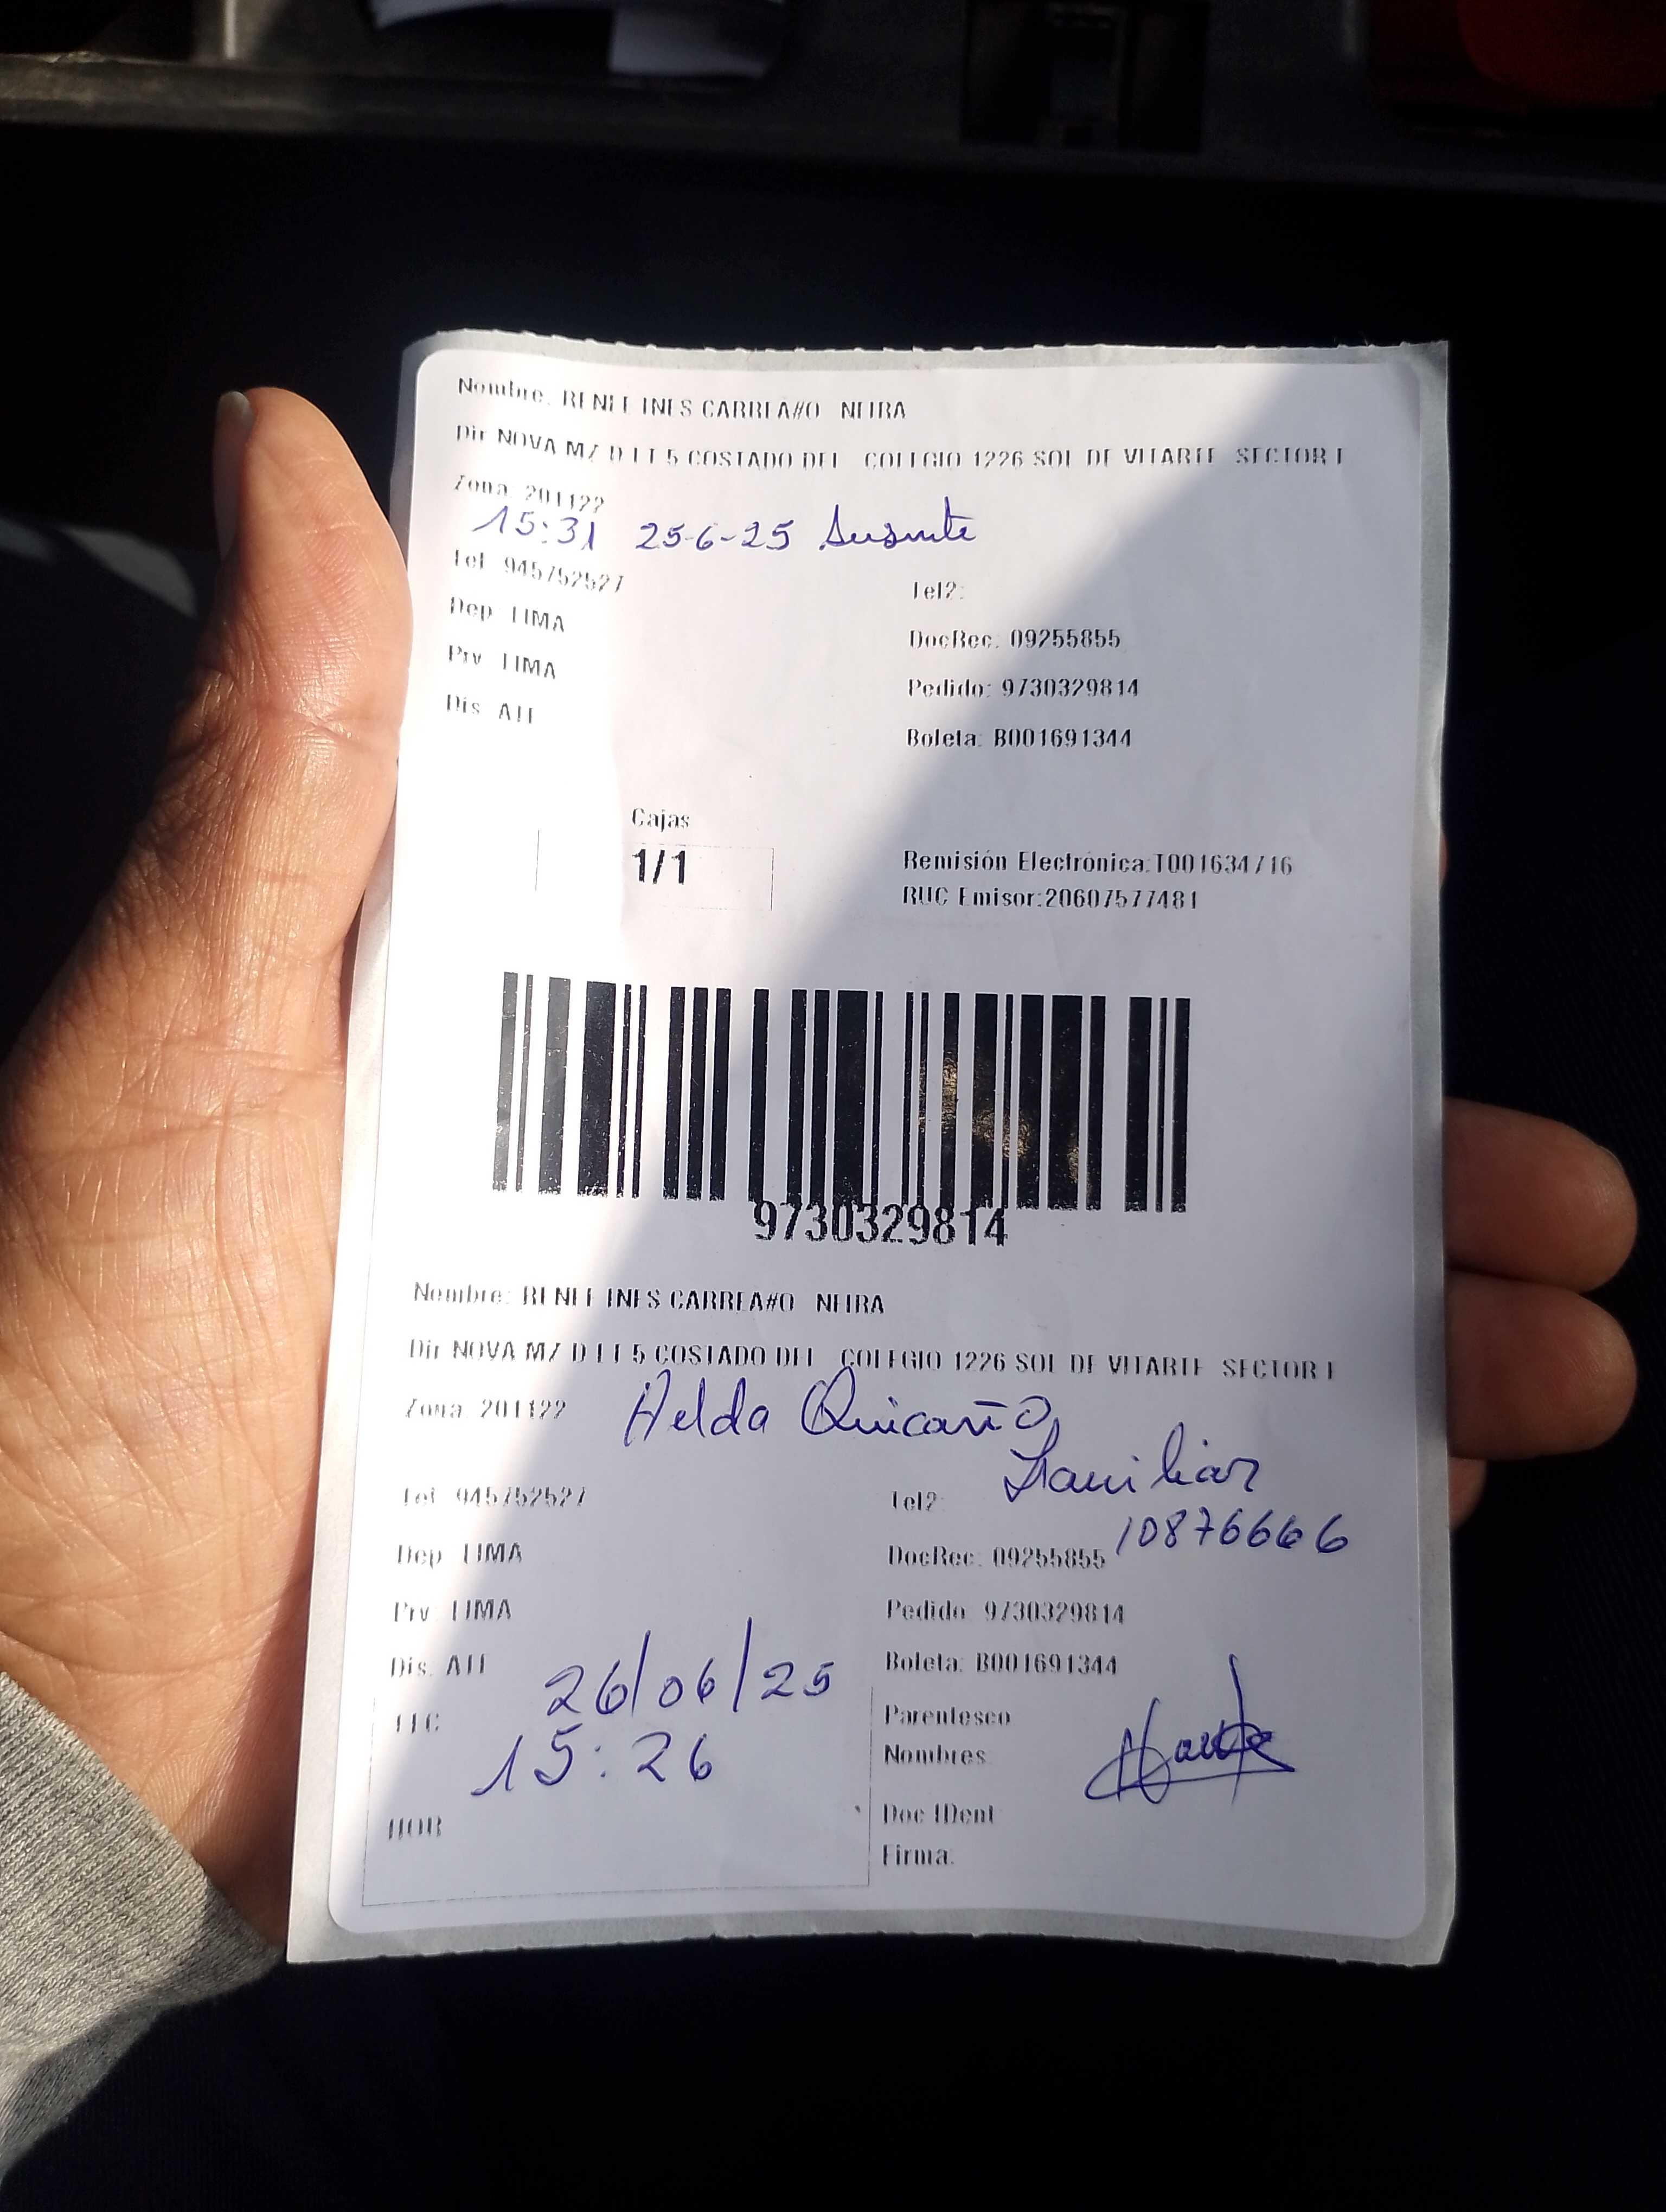 Nombre: RENEE INES CARREA#O NEIRA
Dir NOVA MZ D LT 5 COSTADO DEL COLEGIO 1226 SOL DE VITARTE SECTOR F
Zona 201122
15:31 25-6-25 Ausente
Tel 945752527
Tel2:
Dep LIMA
DocRec: 09255855
Prv LIMA
Pedido: 9730329814
Dis ATE
Boleta: B001691344
Cajas
1/1
Remisión Electrónica:T001634716
RUC Emisor:20607577481
9730329814
Nombre: RENEE INES CARREA#O NEIRA
Dir NOVA MZ D LT 5 COSTADO DEL COLEGIO 1226 SOL DE VITARTE SECTOR F
Zona 201122
Helda Quicaño
Familiar
Tel 945752527
Tel2
10876666
Dep LIMA
DocRec: 09255855
Prv LIMA
Pedido 9730329814
Dis. ATE
Boleta: B001691344
26/06/25
FEC
Parentesco
15:26
Nombres
HOR
Doc IDent
Firma: